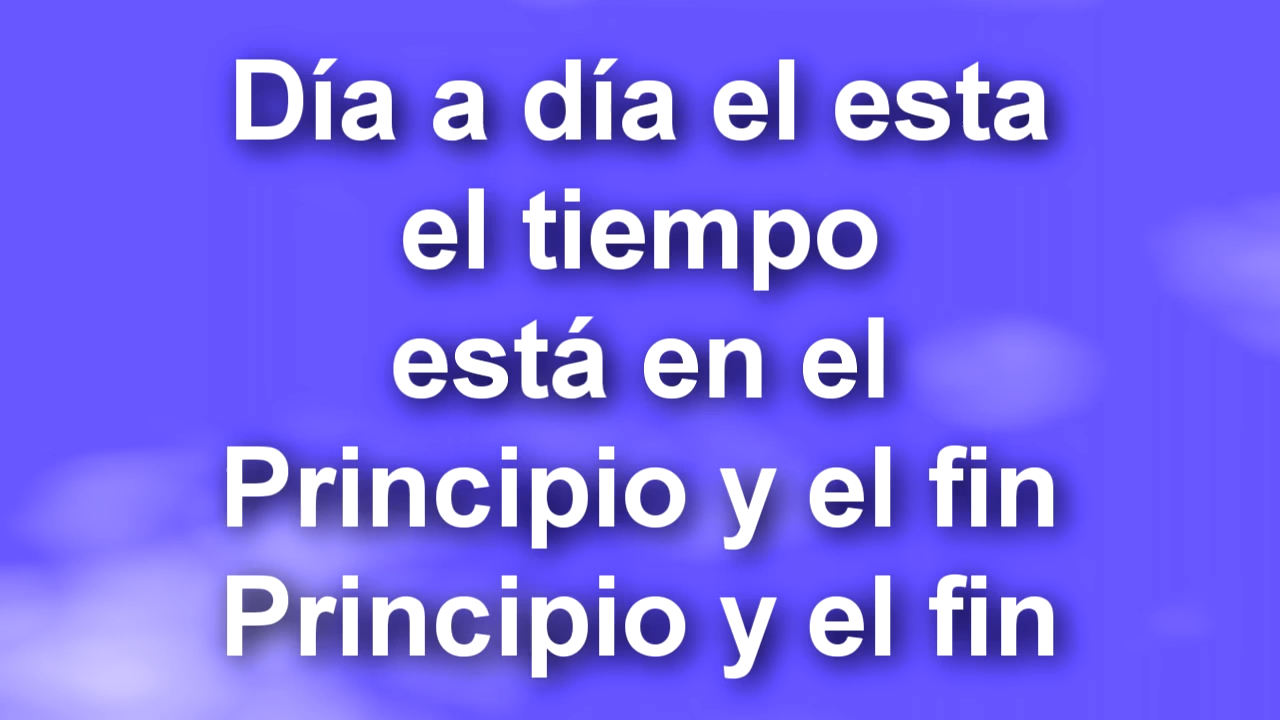 Día a día el esta
el tiempo
está en el
Principio y el fin
Principio y el fin